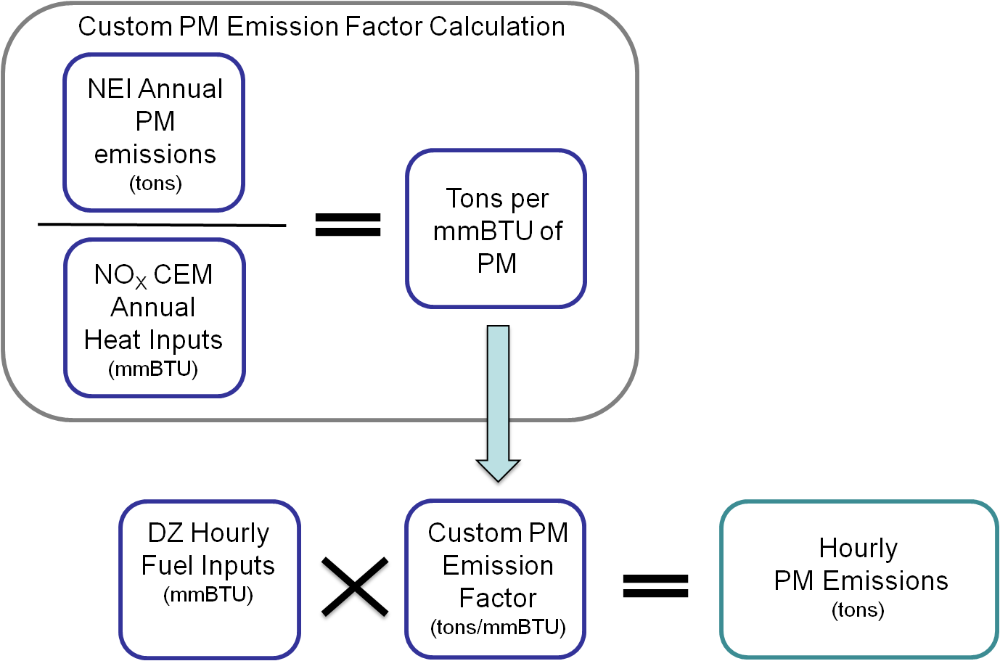 Custom PM Emission Factor Calculation
NEI Annual
PM
emissions
(tons)
NOX CEM
Annual
Heat Inputs
(mmBTU)
Tons per
mmBTU of
PM
DZ Hourly
Fuel Inputs
(mmBTU)
Custom PM
Emission
Factor
(tons/mmBTU)
Hourly
PM Emissions
(tons)